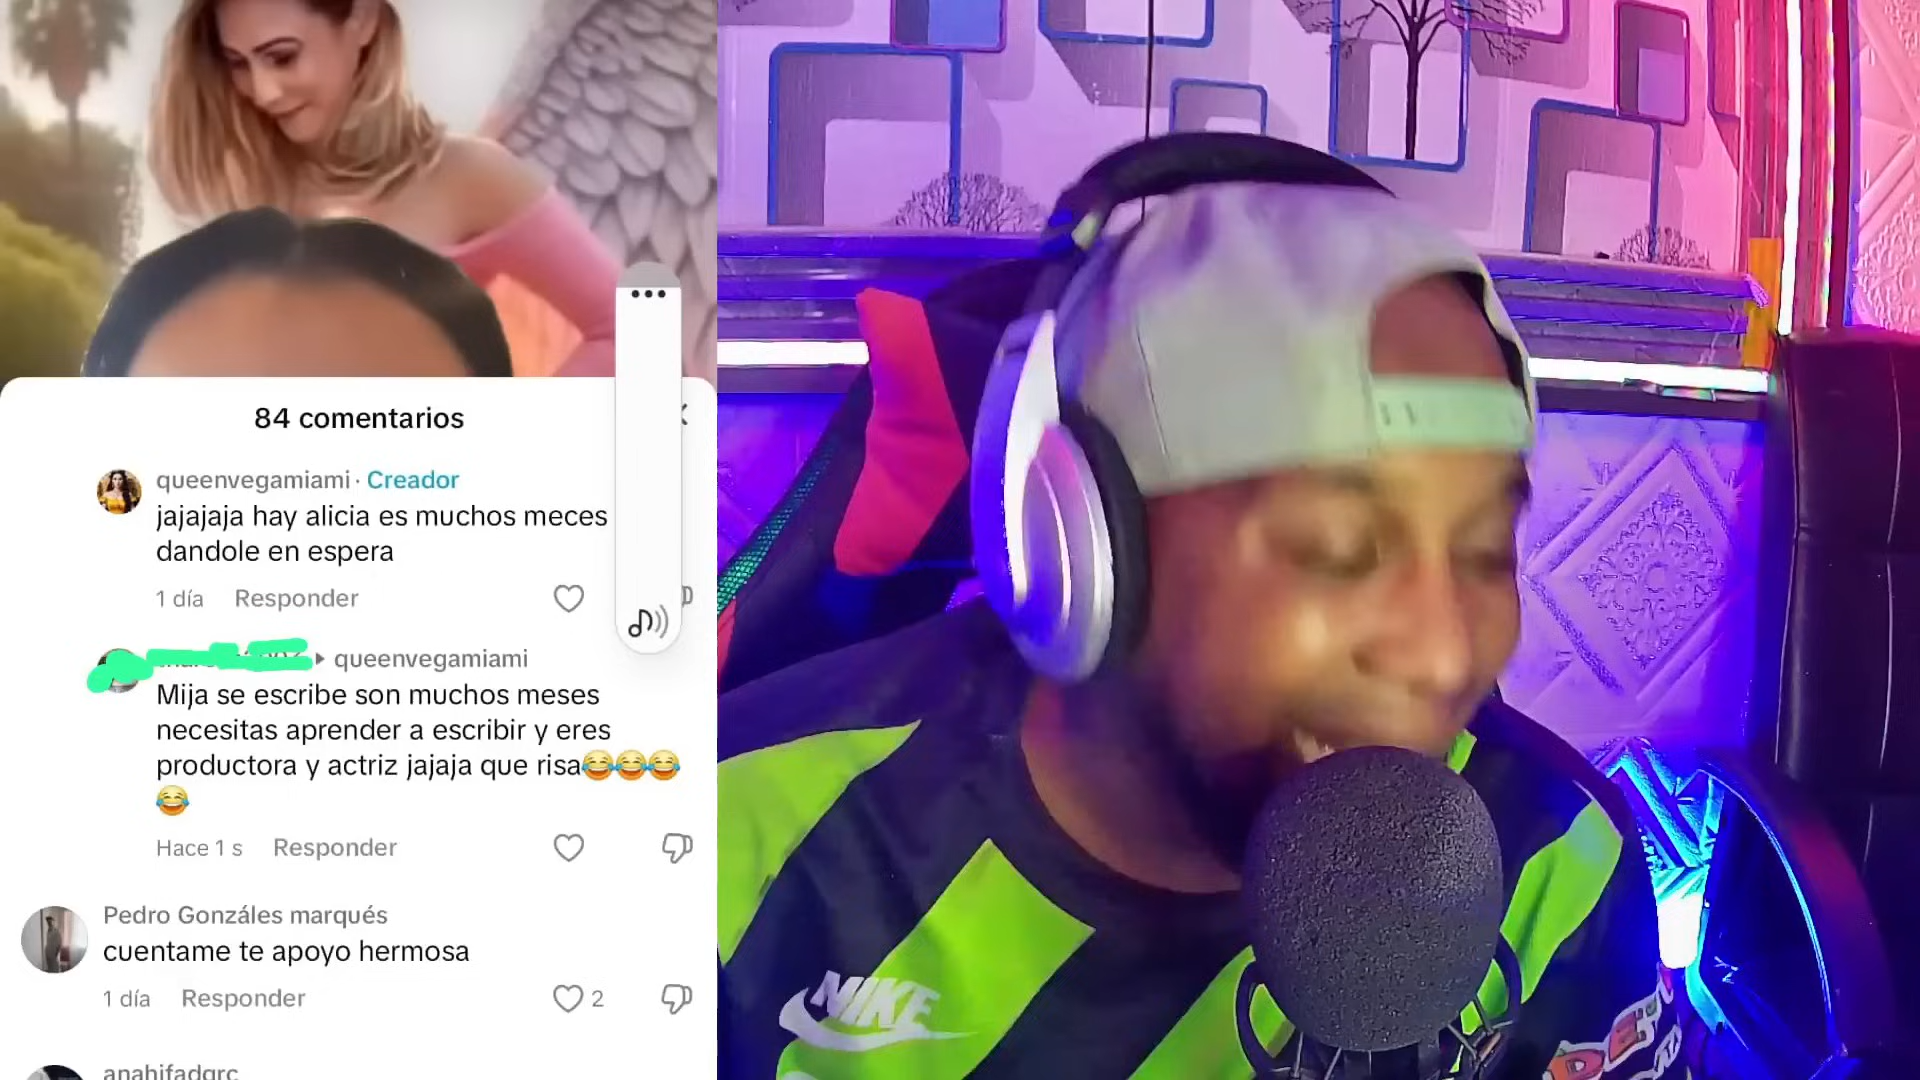 84 comentarios
queenvegamiami · Creador
jajajaja hay alicia es muchos meces
dandole en espera
1 día Responder
queenvegamiami
Mija se escribe son muchos meses
necesitas aprender a escribir y eres
productora y actriz jajaja que risa😂😂😂
😂
Hace 1 s Responder
Pedro Gonzáles marqués
cuentame te apoyo hermosa
1 día Responder 2
NIKE